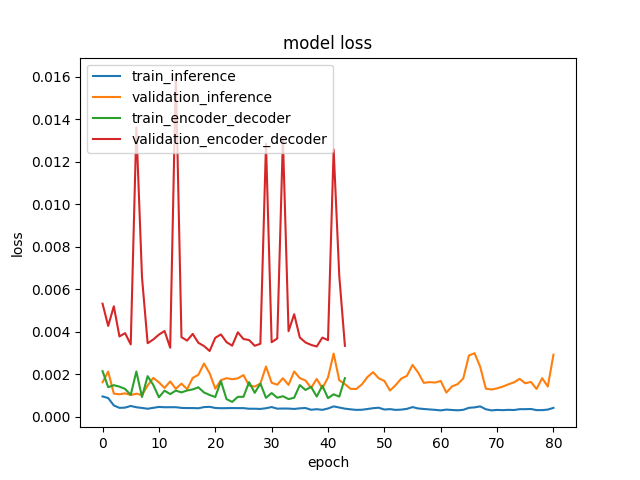 model loss
train_inference
validation_inference
train_encoder_decoder
validation_encoder_decoder
0.016
0.014
0.012
0.010
0.008
0.006
0.004
0.002
0.000
loss
0 10 20 30 40 50 60 70 80
epoch